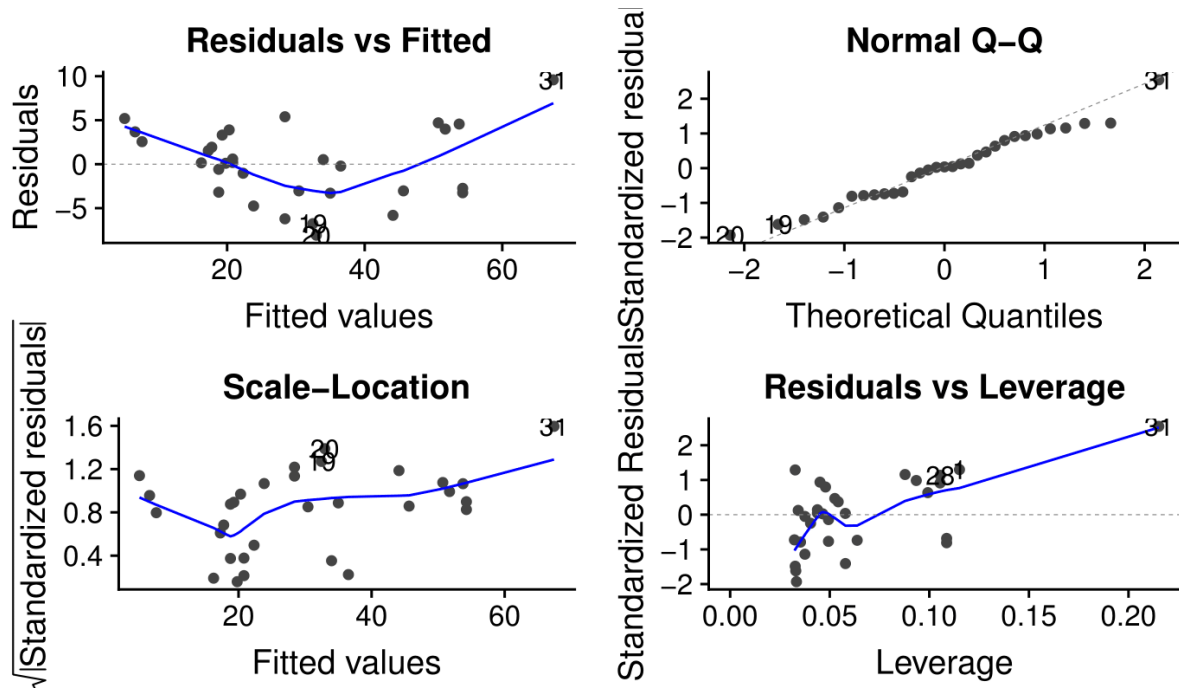 Residuals vs Fitted
Residuals
10
5
0
−5
31
19
20
20 40 60
Fitted values
Normal Q−Q
Standardized residual
2
1
0
−1
−2
31
19
20
−2 −1 0 1 2
Theoretical Quantiles
Scale−Location
√|Standardized residuals|
1.6
1.2
0.8
0.4
31
20
19
20 40 60
Fitted values
Residuals vs Leverage
Standardized Residuals
2
1
0
−1
−2
31
1
28
0.00 0.05 0.10 0.15 0.20
Leverage